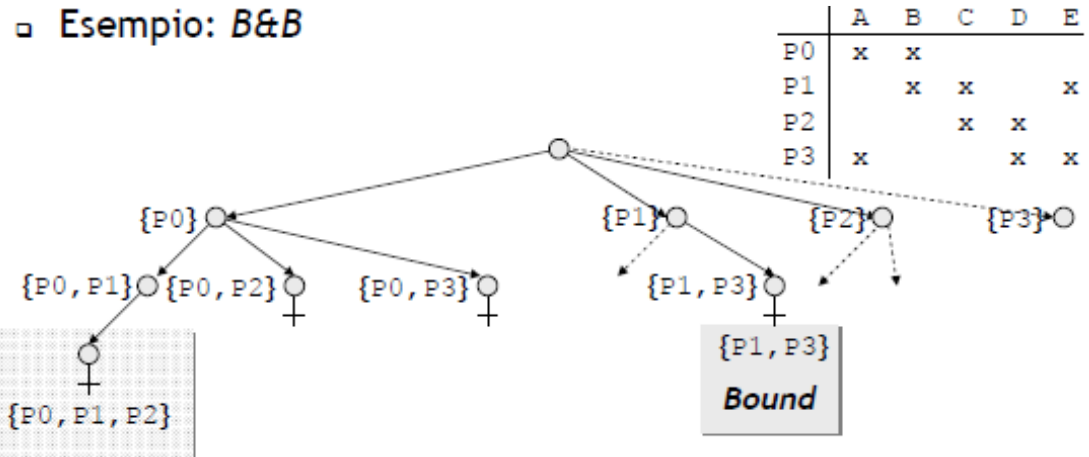 Esempio: B&B
A B C D E
P0 x x
P1 x x x
P2 x x
P3 x x x
{P0} {P1} {P2} {P3}
{P0,P1} {P0,P2} {P0,P3} {P1,P3}
{P1,P3}
Bound
{P0,P1,P2}